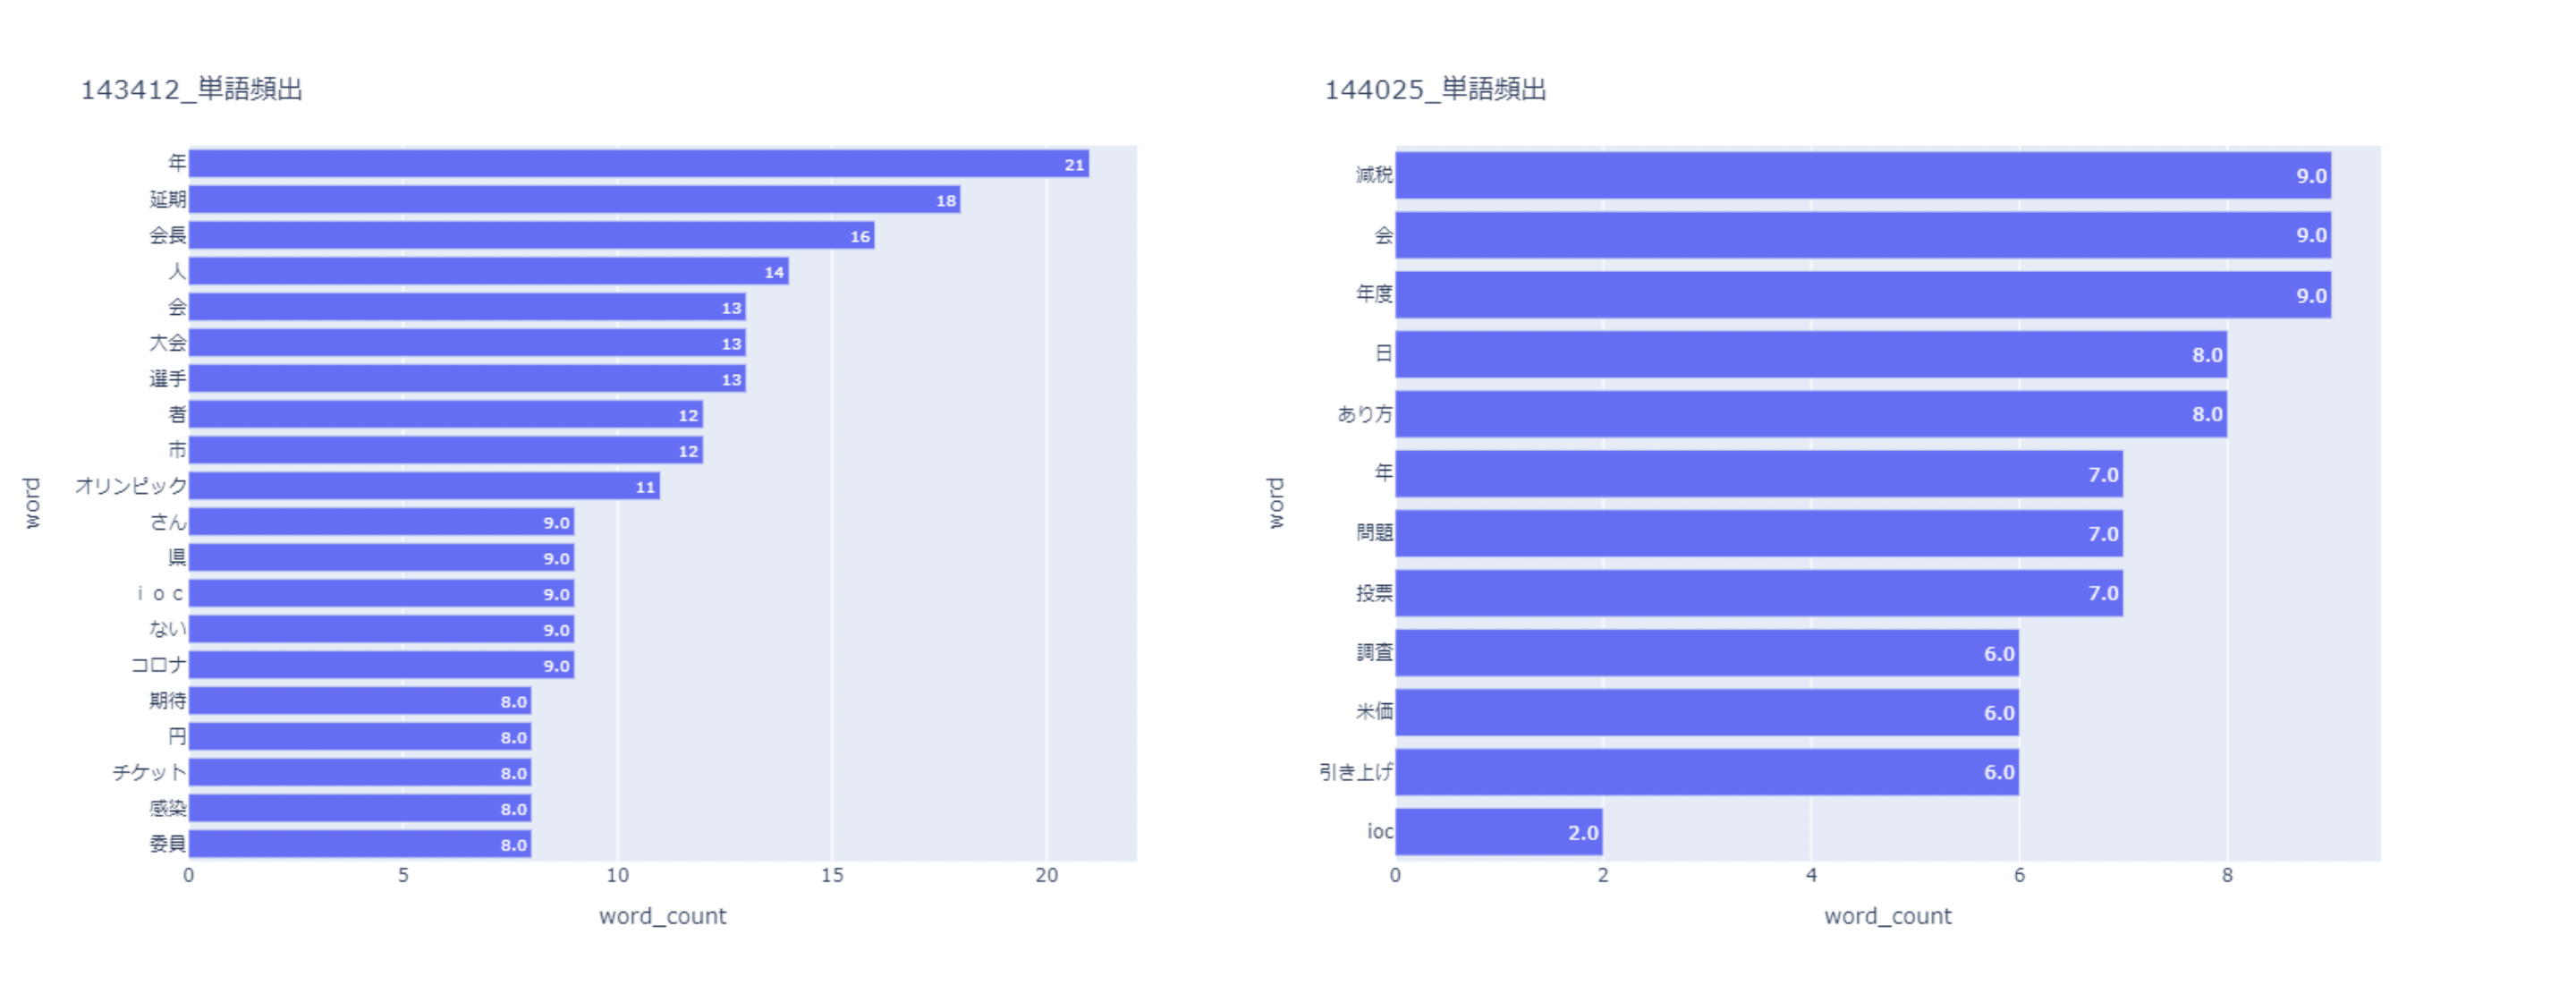 143412_単語頻出
年 21
延期 18
会長 16
人 14
会 13
大会 13
選手 13
者 12
市 12
オリンピック 11
さん 9.0
県 9.0
ｉｏｃ 9.0
ない 9.0
コロナ 9.0
期待 8.0
円 8.0
チケット 8.0
感染 8.0
委員 8.0
0 5 10 15 20
word_count
word
144025_単語頻出
減税 9.0
会 9.0
年度 9.0
日 8.0
あり方 8.0
年 7.0
問題 7.0
投票 7.0
調査 6.0
米価 6.0
引き上げ 6.0
ioc 2.0
0 2 4 6 8
word_count
word